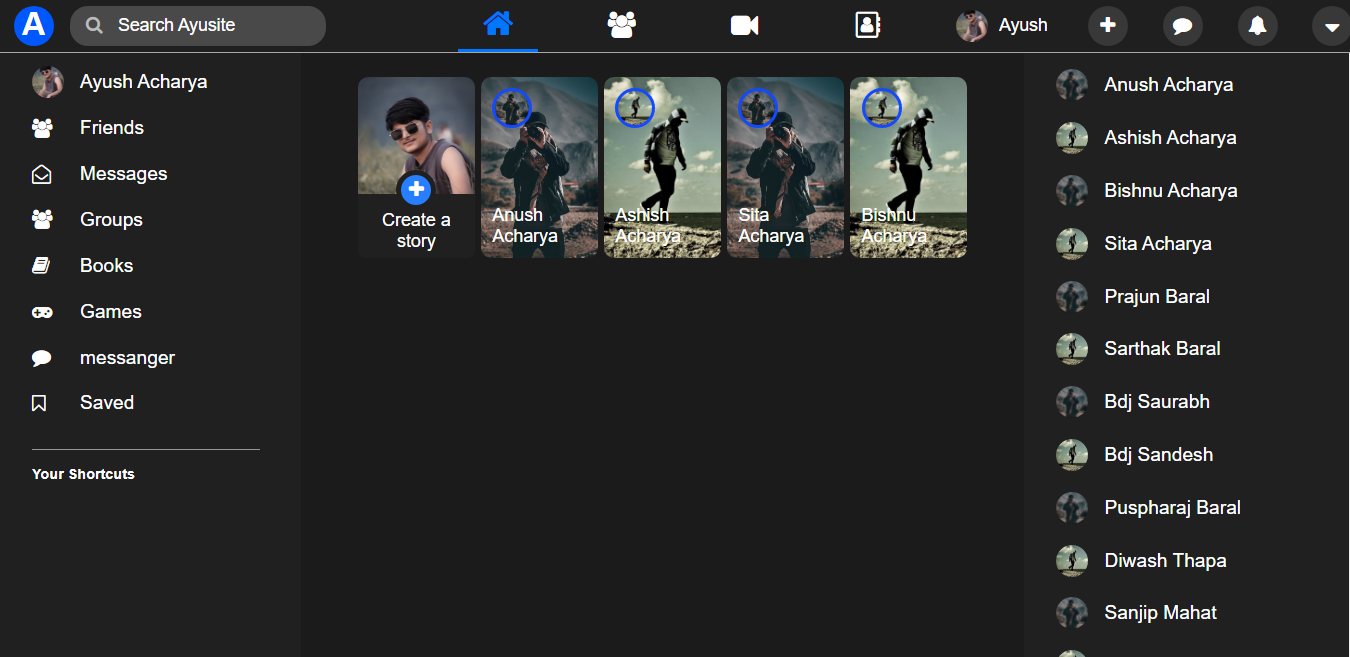 A
Search Ayusite
Ayush
Ayush Acharya
Friends
Messages
Groups
Books
Games
messanger
Saved
Your Shortcuts
Create a
story
Anush
Acharya
Ashish
Acharya
Sita
Acharya
Bishnu
Acharya
Anush Acharya
Ashish Acharya
Bishnu Acharya
Sita Acharya
Prajun Baral
Sarthak Baral
Bdj Saurabh
Bdj Sandesh
Puspharaj Baral
Diwash Thapa
Sanjip Mahat